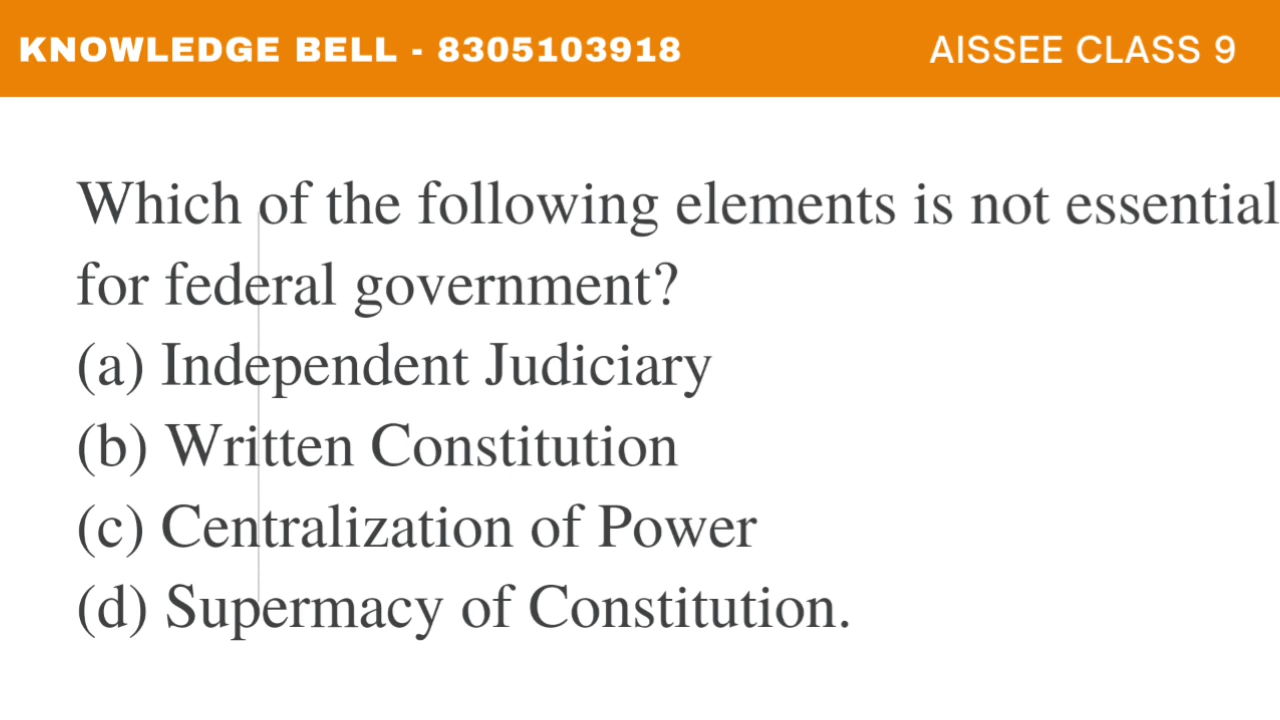 KNOWLEDGE BELL - 8305103918
AISSEE CLASS 9
Which of the following elements is not essential
for federal government?
(a) Independent Judiciary
(b) Written Constitution
(c) Centralization of Power
(d) Supermacy of Constitution.